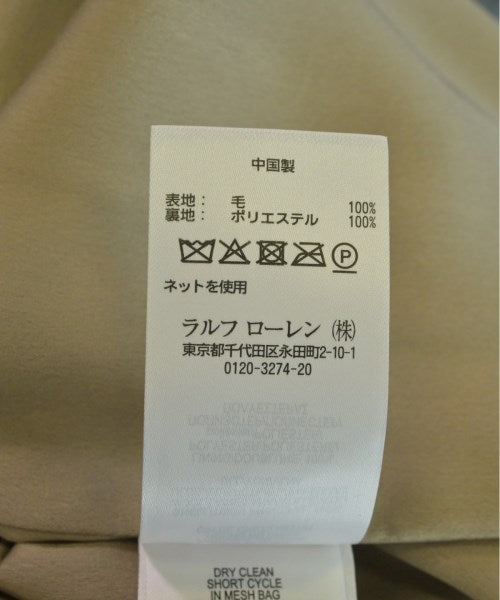 中国製
表地： 毛 100%
裏地： ポリエステル 100%
P
ネットを使用
ラルフ ローレン (株)
東京都千代田区永田町2-10-1
0120-3274-20
DRY CLEAN
SHORT CYCLE
IN MESH BAG